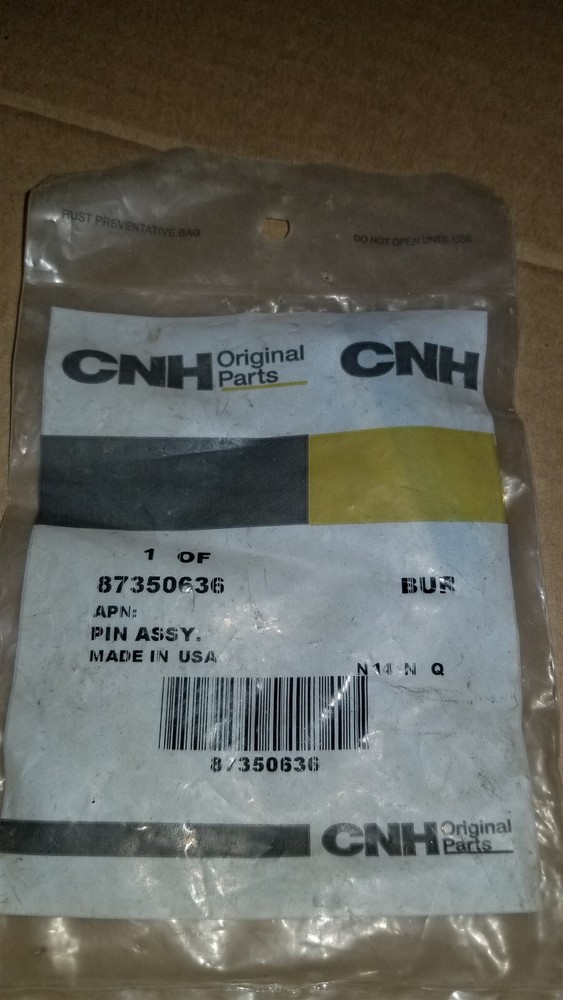 RUST PREVENTATIVE BAG
DO NOT OPEN UNTIL USE
CNH Original Parts
CNH
1 OF
87350636 BUR
APN:
PIN ASSY.
MADE IN USA
N14 N Q
87350636
CNH Original Parts